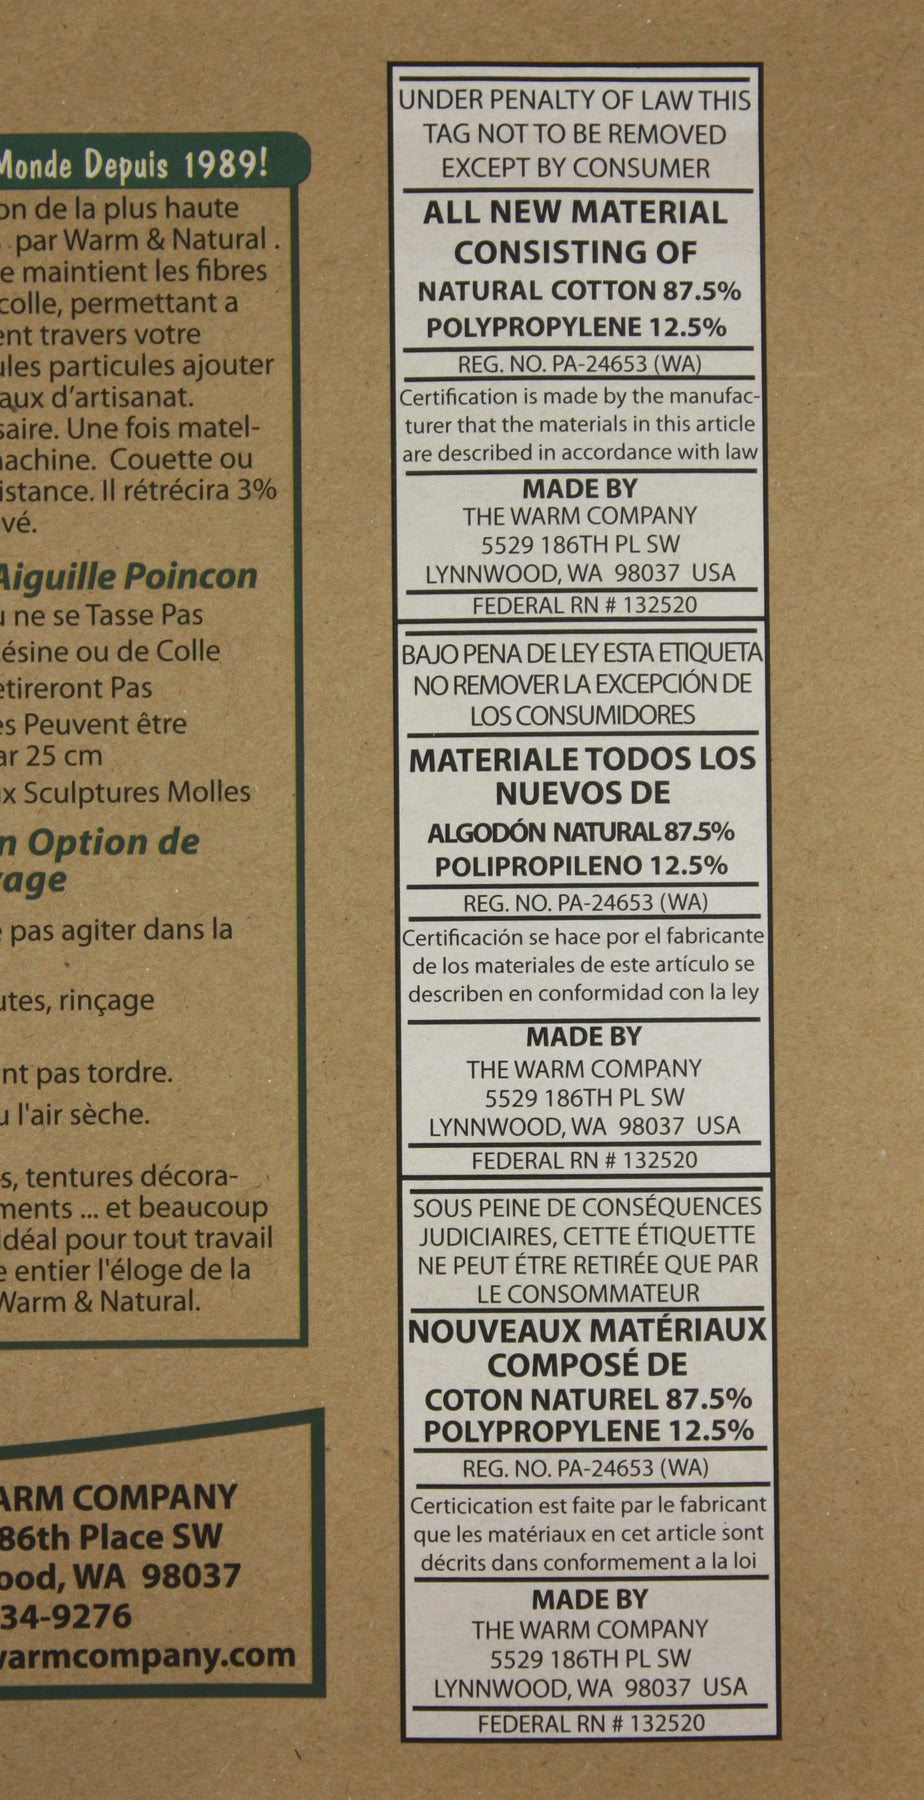 Monde Depuis 1989!
on de la plus haute
par Warm & Natural .
e maintient les fibres
colle, permettant a
ent travers votre
ules particules ajouter
aux d'artisanat.
saire. Une fois matel-
machine. Couette ou
istance. Il rétrécira 3%
vé.
Aiguille Poincon
u ne se Tasse Pas
ésine ou de Colle
etireront Pas
es Peuvent être
ar 25 cm
ux Sculptures Molles
n Option de
vage
e pas agiter dans la
utes, rinçage
nt pas tordre.
u l'air sèche.
s, tentures décora-
ments ... et beaucoup
idéal pour tout travail
e entier l'éloge de la
Warm & Natural.
ARM COMPANY
86th Place SW
ood, WA 98037
34-9276
warmcompany.com
UNDER PENALTY OF LAW THIS
TAG NOT TO BE REMOVED
EXCEPT BY CONSUMER
ALL NEW MATERIAL
CONSISTING OF
NATURAL COTTON 87.5%
POLYPROPYLENE 12.5%
REG. NO. PA-24653 (WA)
Certification is made by the manufac-
turer that the materials in this article
are described in accordance with law
MADE BY
THE WARM COMPANY
5529 186TH PL SW
LYNNWOOD, WA 98037 USA
FEDERAL RN # 132520
BAJO PENA DE LEY ESTA ETIQUETA
NO REMOVER LA EXCEPCIÓN DE
LOS CONSUMIDORES
MATERIALE TODOS LOS
NUEVOS DE
ALGODÓN NATURAL 87.5%
POLIPROPILENO 12.5%
REG. NO. PA-24653 (WA)
Certificación se hace por el fabricante
de los materiales de este artículo se
describen en conformidad con la ley
MADE BY
THE WARM COMPANY
5529 186TH PL SW
LYNNWOOD, WA 98037 USA
FEDERAL RN # 132520
SOUS PEINE DE CONSÉQUENCES
JUDICIAIRES, CETTE ÉTIQUETTE
NE PEUT ÉTRE RETIRÉE QUE PAR
LE CONSOMMATEUR
NOUVEAUX MATÉRIAUX
COMPOSÉ DE
COTON NATUREL 87.5%
POLYPROPYLENE 12.5%
REG. NO. PA-24653 (WA)
Certicication est faite par le fabricant
que les matériaux en cet article sont
décrits dans conformement a la loi
MADE BY
THE WARM COMPANY
5529 186TH PL SW
LYNNWOOD, WA 98037 USA
FEDERAL RN # 132520